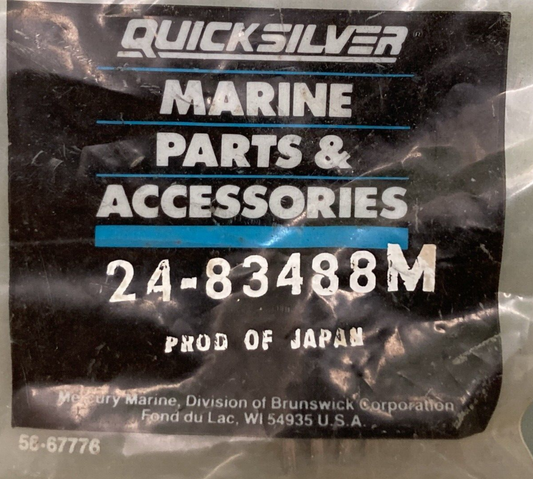 QUICKSILVER®
MARINE
PARTS &
ACCESSORIES
24-83488M
PROD OF JAPAN
Mercury Marine, Division of Brunswick Corporation
Fond du Lac, WI 54935 U.S.A.
56-67776